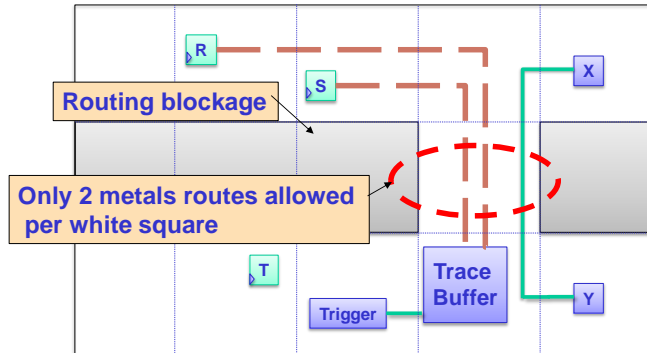 R
S
X
Routing blockage
Only 2 metals routes allowed
per white square
T
Trace
Buffer
Trigger
Y